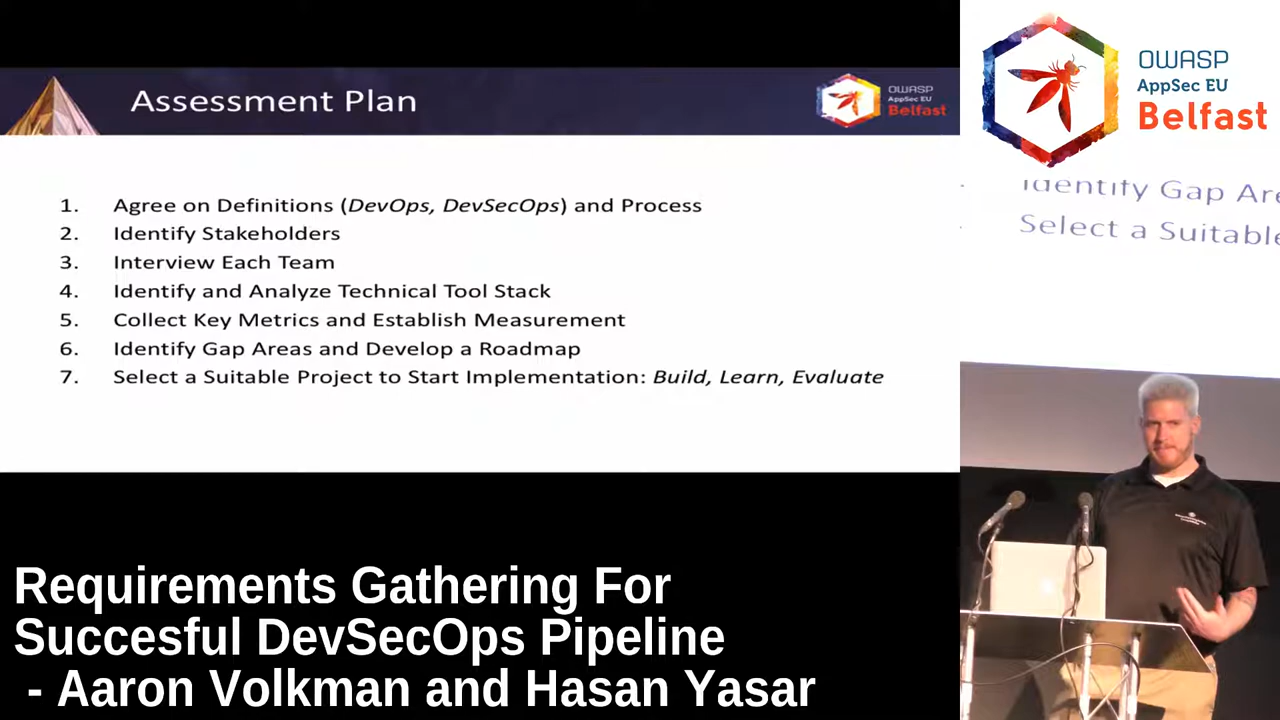 Assessment Plan
OWASP
AppSec EU
Belfast
1. Agree on Definitions (DevOps, DevSecOps) and Process
2. Identify Stakeholders
3. Interview Each Team
4. Identify and Analyze Technical Tool Stack
5. Collect Key Metrics and Establish Measurement
6. Identify Gap Areas and Develop a Roadmap
7. Select a Suitable Project to Start Implementation: Build, Learn, Evaluate
OWASP
AppSec EU
Belfast
Identify Gap Are
Select a Suitable
Requirements Gathering For
Succesful DevSecOps Pipeline
- Aaron Volkman and Hasan Yasar